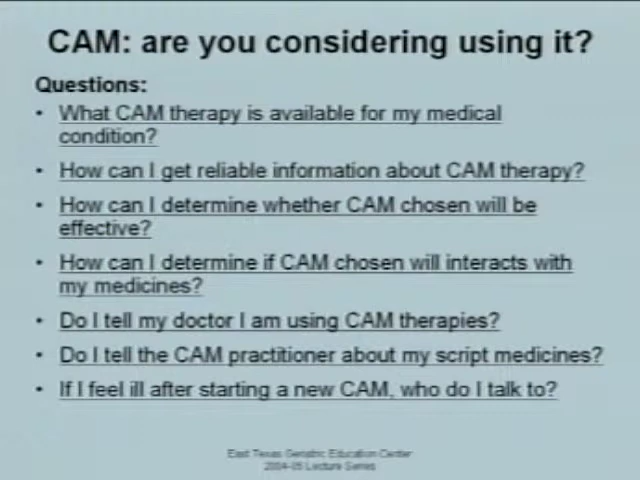 CAM: are you considering using it?
Questions:
• What CAM therapy is available for my medical
condition?
• How can I get reliable information about CAM therapy?
• How can I determine whether CAM chosen will be
effective?
• How can I determine if CAM chosen will interacts with
my medicines?
• Do I tell my doctor I am using CAM therapies?
• Do I tell the CAM practitioner about my script medicines?
• If I feel ill after starting a new CAM, who do I talk to?
East Texas Geriatric Education Center
2004-05 Lecture Series